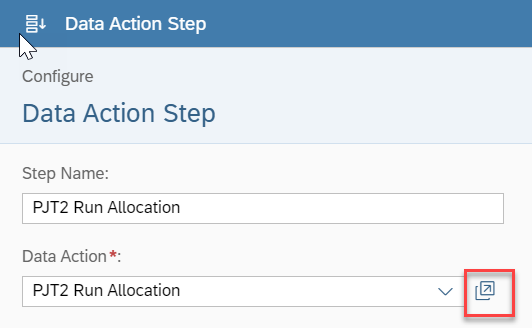 Data Action Step
Configure
Data Action Step
Step Name:
PJT2 Run Allocation
Data Action*:
PJT2 Run Allocation